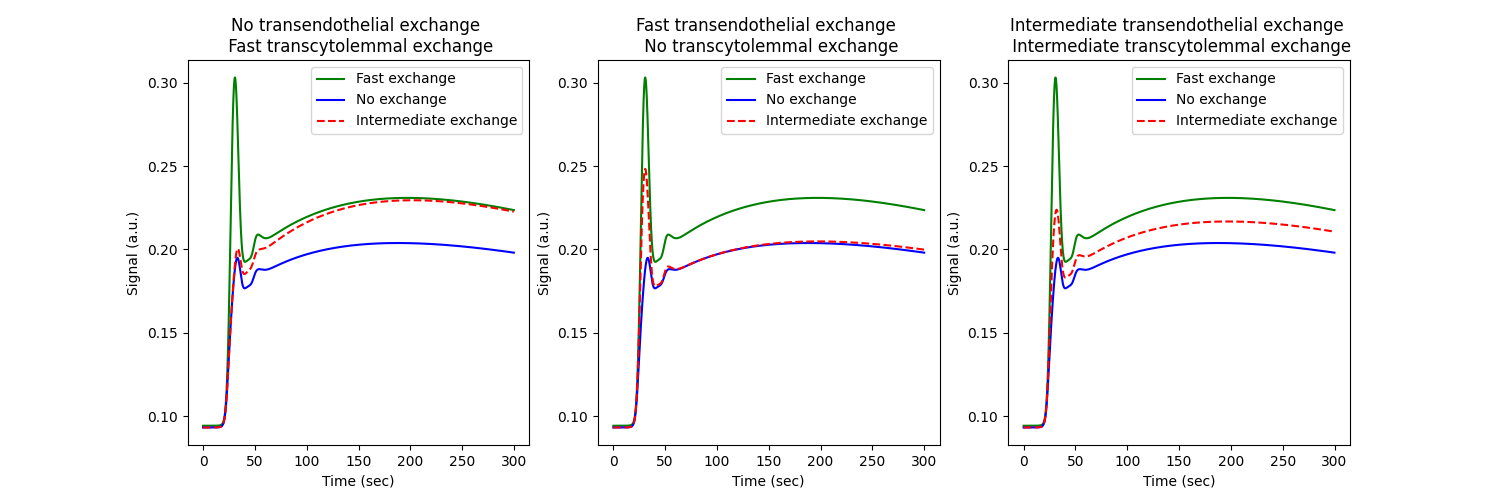 No transendothelial exchange
Fast transcytolemmal exchange
Fast exchange
No exchange
Intermediate exchange
0.30
0.25
0.20
0.15
0.10
Signal (a.u.)
0
50
100
150
200
250
300
Time (sec)
Fast transendothelial exchange
No transcytolemmal exchange
Fast exchange
No exchange
Intermediate exchange
0.30
0.25
0.20
0.15
0.10
Signal (a.u.)
0
50
100
150
200
250
300
Time (sec)
Intermediate transendothelial exchange
Intermediate transcytolemmal exchange
Fast exchange
No exchange
Intermediate exchange
0.30
0.25
0.20
0.15
0.10
Signal (a.u.)
0
50
100
150
200
250
300
Time (sec)